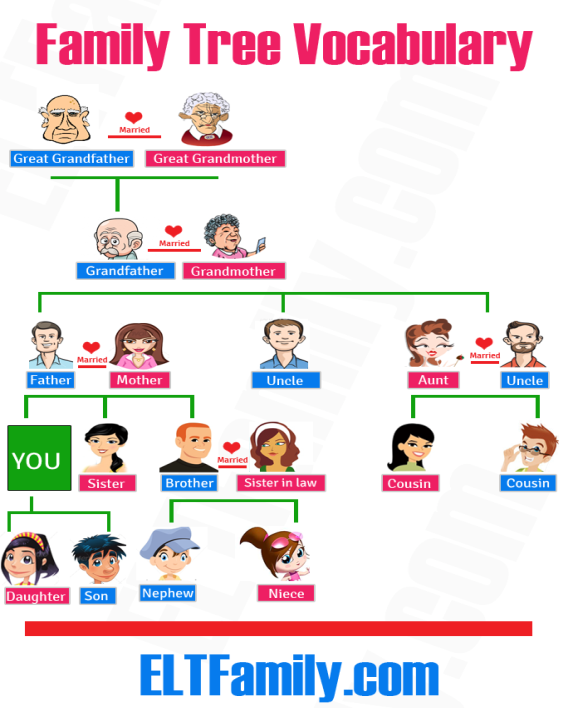 Family Tree Vocabulary
Married
Great Grandfather Great Grandmother
Married
Grandfather Grandmother
Married Married
Father Mother Uncle Aunt Uncle
YOU Married
Sister Brother Sister in law Cousin Cousin
Daughter Son Nephew Niece
ELTFamily.com